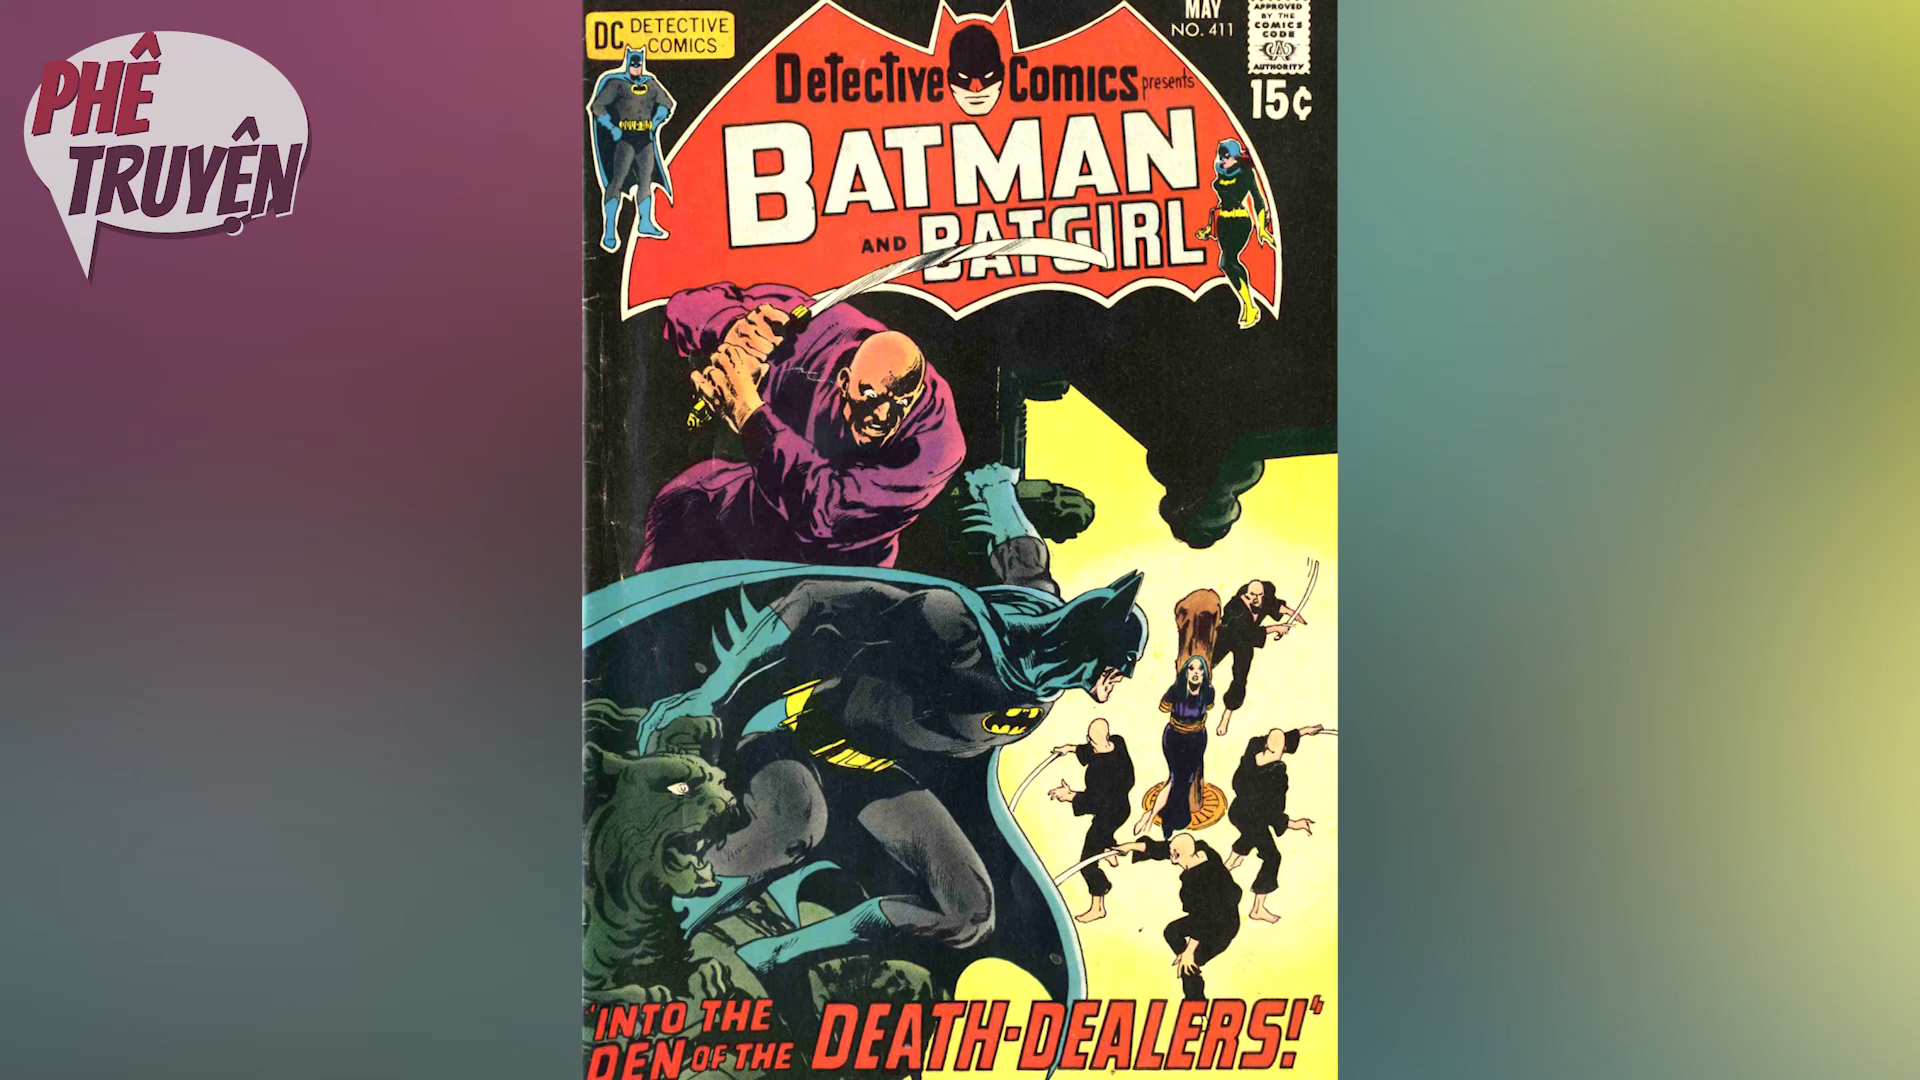 PHÊ
TRUYỆN
DC DETECTIVE
COMICS
MAY
NO. 411
APPROVED
BY THE
COMICS
CODE
CA
AUTHORITY
15¢
Detective Comics presents
BATMAN
AND BATGIRL
"INTO THE
DEN OF THE DEATH-DEALERS!"